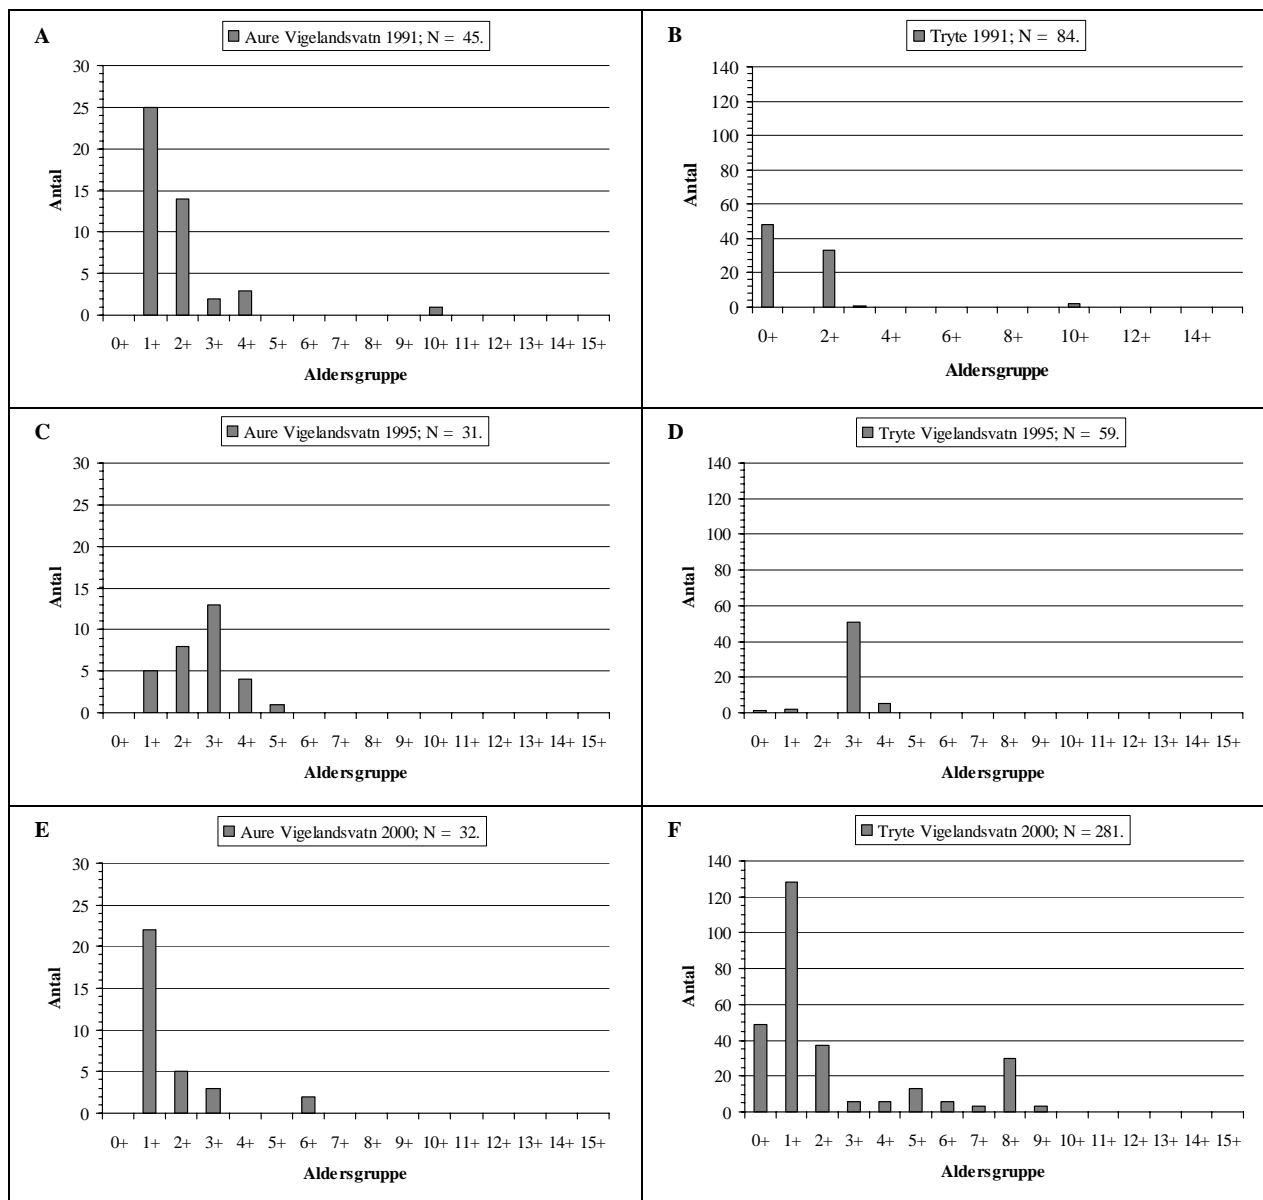 A
Aure Vigelandsvatn 1991; N = 45.
30
25
20
15
10
5
0
Antal
0+ 1+ 2+ 3+ 4+ 5+ 6+ 7+ 8+ 9+ 10+ 11+ 12+ 13+ 14+ 15+
Aldersgruppe
B
Tryte 1991; N = 84.
140
120
100
80
60
40
20
0
Antal
0+ 2+ 4+ 6+ 8+ 10+ 12+ 14+
Aldersgruppe
C
Aure Vigelandsvatn 1995; N = 31.
30
25
20
15
10
5
0
Antal
0+ 1+ 2+ 3+ 4+ 5+ 6+ 7+ 8+ 9+ 10+ 11+ 12+ 13+ 14+ 15+
Aldersgruppe
D
Tryte Vigelandsvatn 1995; N = 59.
140
120
100
80
60
40
20
0
Antal
0+ 1+ 2+ 3+ 4+ 5+ 6+ 7+ 8+ 9+ 10+ 11+ 12+ 13+ 14+ 15+
Aldersgruppe
E
Aure Vigelandsvatn 2000; N = 32.
30
25
20
15
10
5
0
Antal
0+ 1+ 2+ 3+ 4+ 5+ 6+ 7+ 8+ 9+ 10+ 11+ 12+ 13+ 14+ 15+
Aldersgruppe
F
Tryte Vigelandsvatn 2000; N = 281.
140
120
100
80
60
40
20
0
Antal
0+ 1+ 2+ 3+ 4+ 5+ 6+ 7+ 8+ 9+ 10+ 11+ 12+ 13+ 14+ 15+
Aldersgruppe